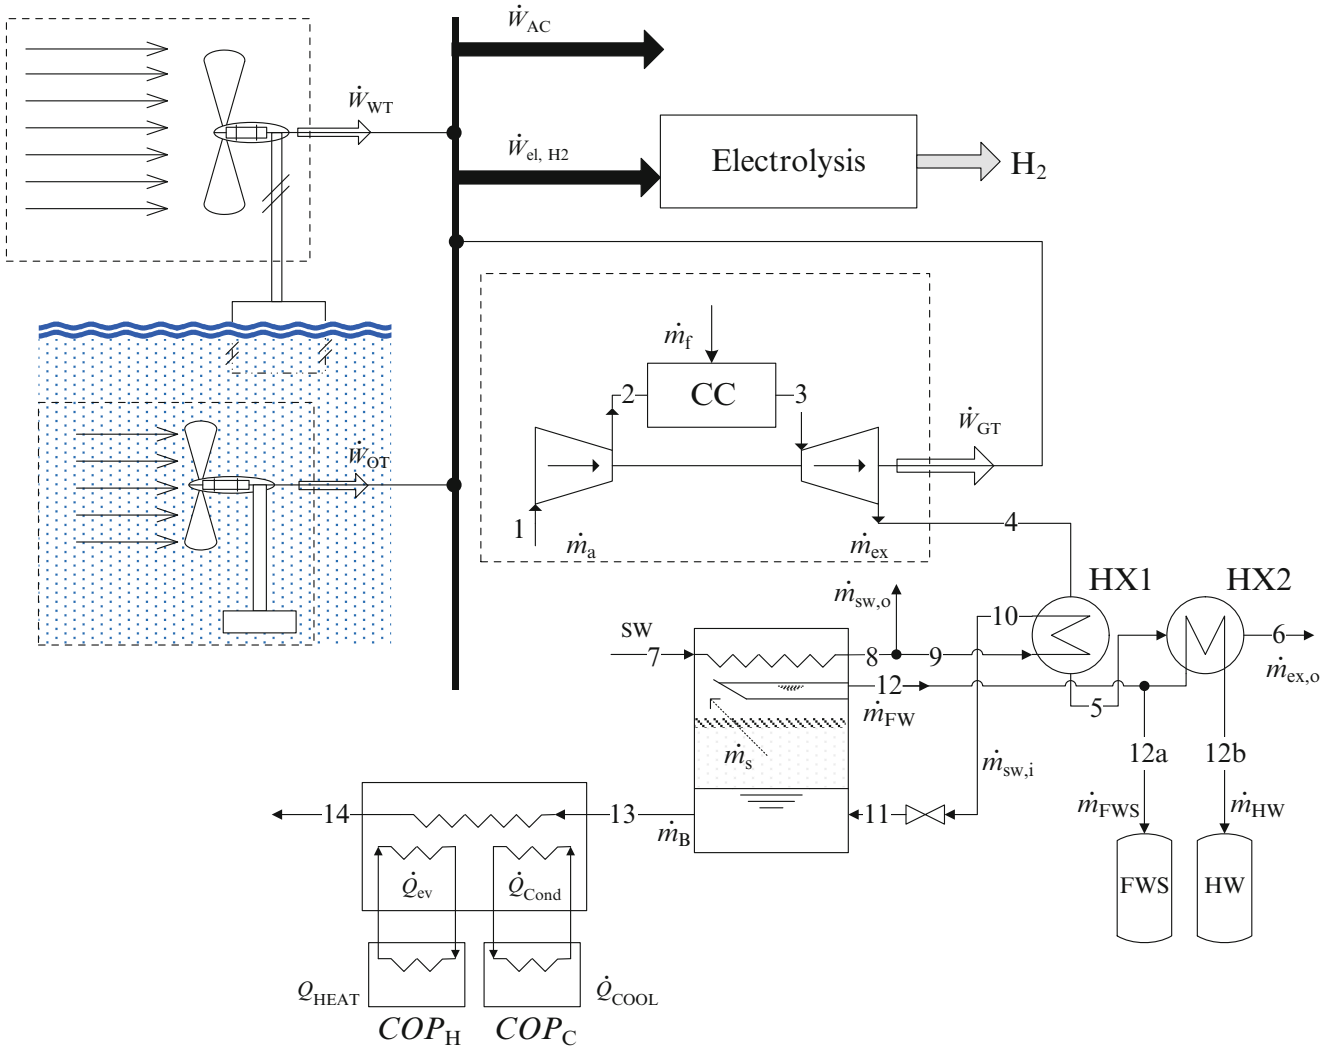 Ẇ_AC
Ẇ_WT
Ẇ_el, H2
Electrolysis
H₂
ṁ_f
2
CC
3
Ẇ_GT
Ẇ_OT
1
ṁ_a
ṁ_ex
4
HX1
HX2
ṁ_sw,o
10
SW
7
8
9
6
12
5
ṁ_ex,o
ṁ_FW
ṁ_s
ṁ_sw,i
12a
12b
ṁ_FWS
ṁ_HW
14
13
ṁ_B
11
Q̇_ev
Q̇_Cond
FWS
HW
Q_HEAT
Q̇_COOL
COP_H
COP_C